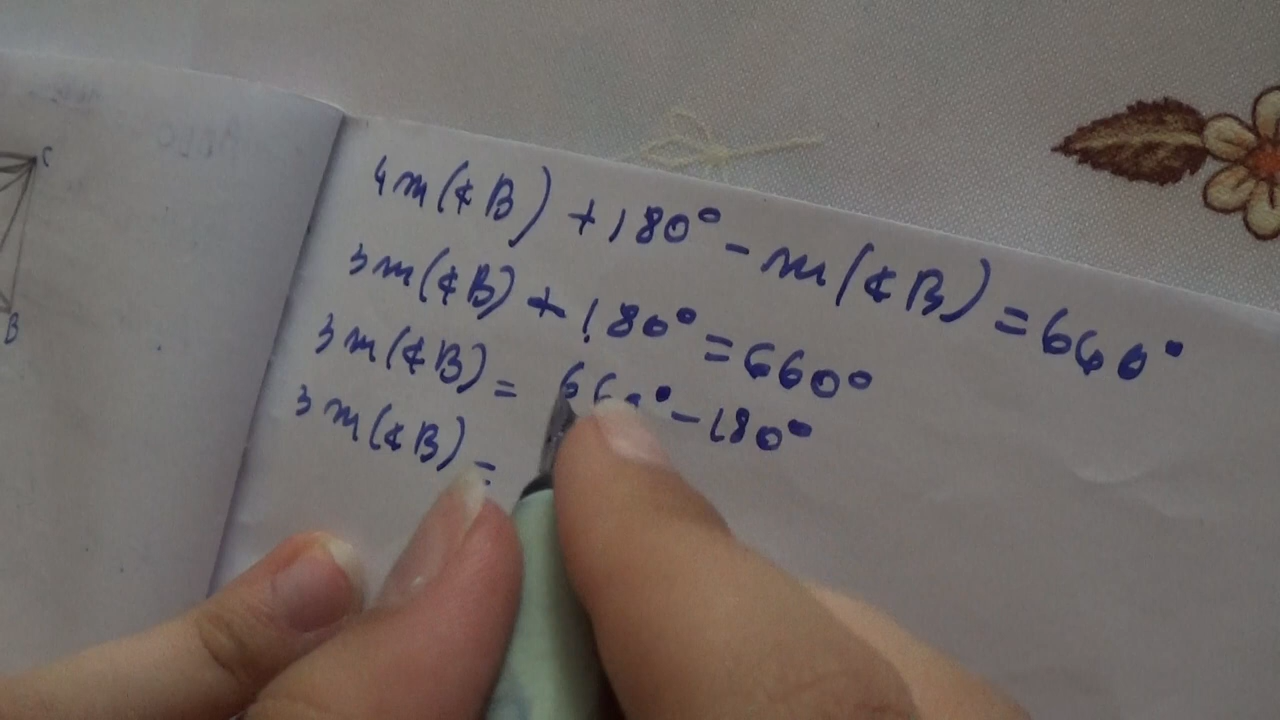 4m(∢B) + 180° - m(∢B) = 660°
3m(∢B) + 180° = 660°
3m(∢B) = 660° - 180°
3m(∢B) =
C
B